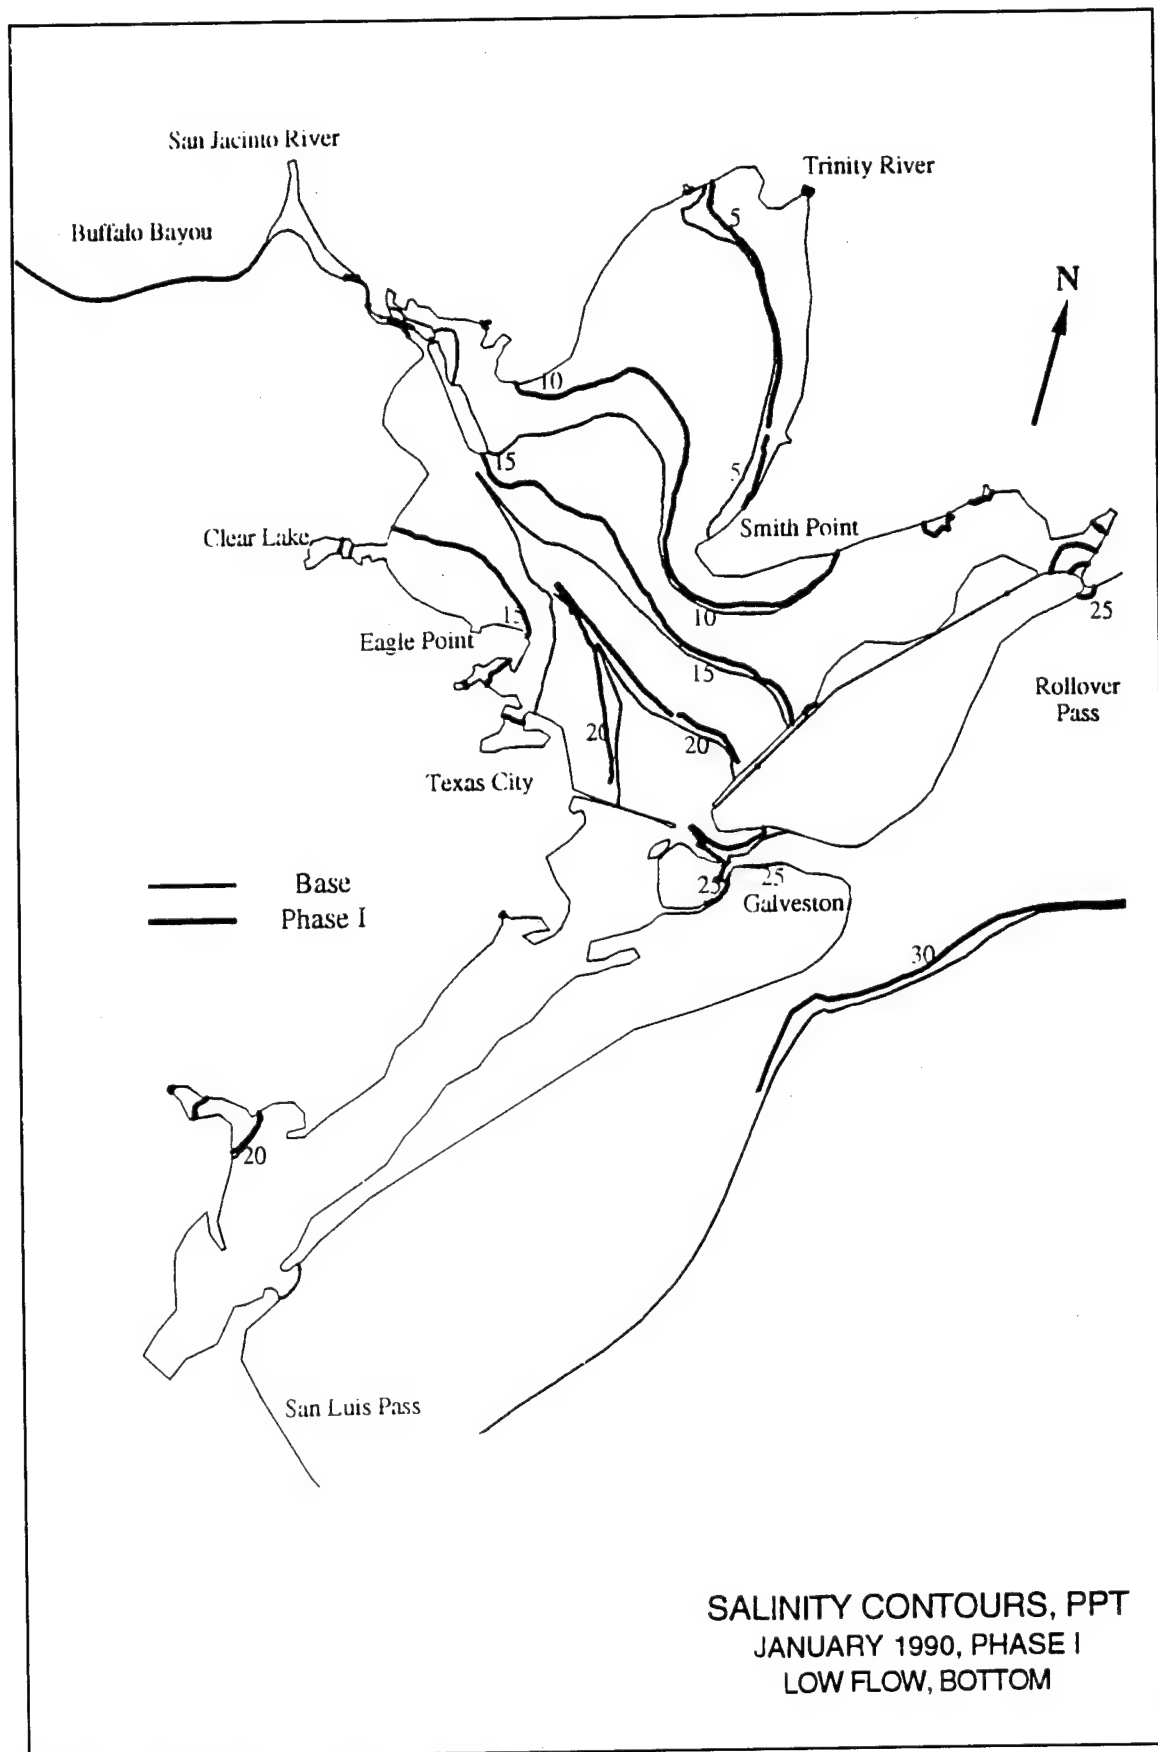 San Jacinto River
Trinity River
Buffalo Bayou
5
N
10
15
5
Clear Lake
Smith Point
10
15
25
Eagle Point
15
Rollover
Pass
20
20
Texas City
Base
25
25
Phase I
Galveston
30
20
San Luis Pass
SALINITY CONTOURS, PPT
JANUARY 1990, PHASE I
LOW FLOW, BOTTOM